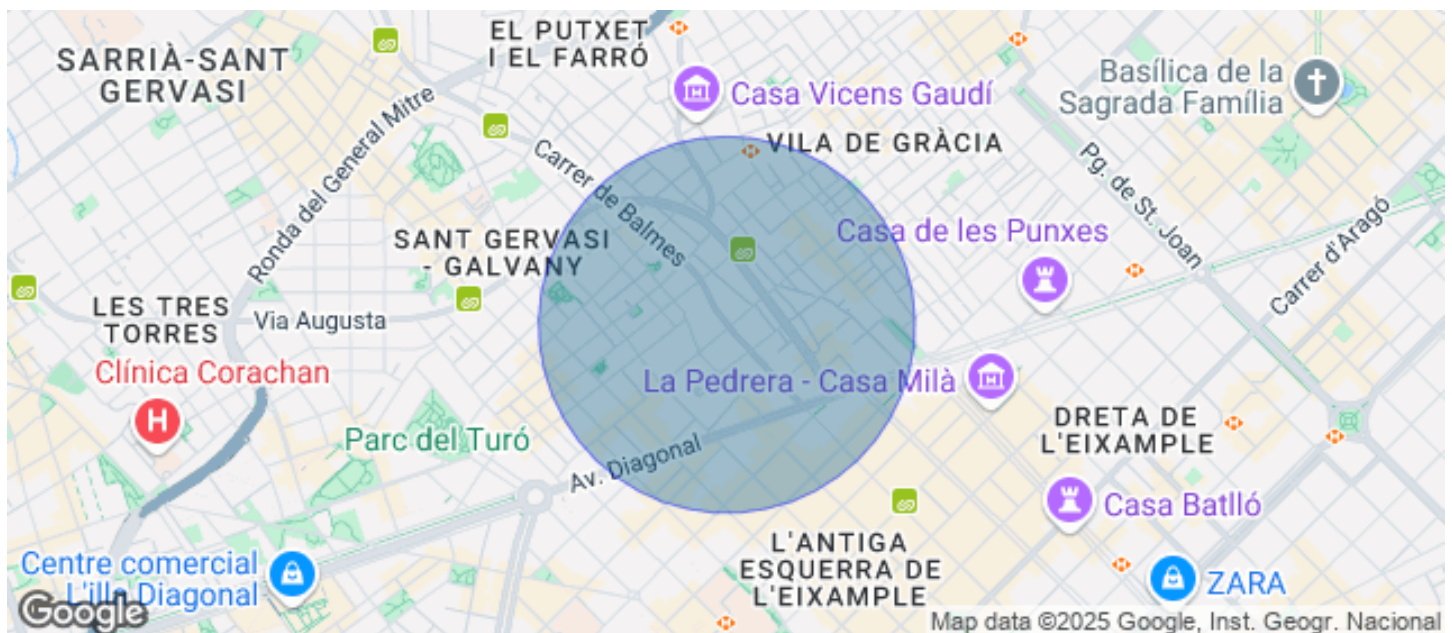 EL PUTXET
I EL FARRÓ
SARRIÀ-SANT
GERVASI
Basílica de la
Sagrada Família
Casa Vicens Gaudí
Ronda del General Mitre
Carrer de Balmes
VILA DE GRÀCIA
Pg. de St. Joan
Carrer d'Aragó
SANT GERVASI
- GALVANY
Casa de les Punxes
LES TRES
TORRES
Via Augusta
Clínica Corachan
H
La Pedrera - Casa Milà
Parc del Turó
Av. Diagonal
DRETA DE
L'EIXAMPLE
Casa Batlló
L'ANTIGA
ESQUERRA DE
L'EIXAMPLE
Centre comercial
L'illa Diagonal
ZARA
Google
Map data ©2025 Google, Inst. Geogr. Nacional